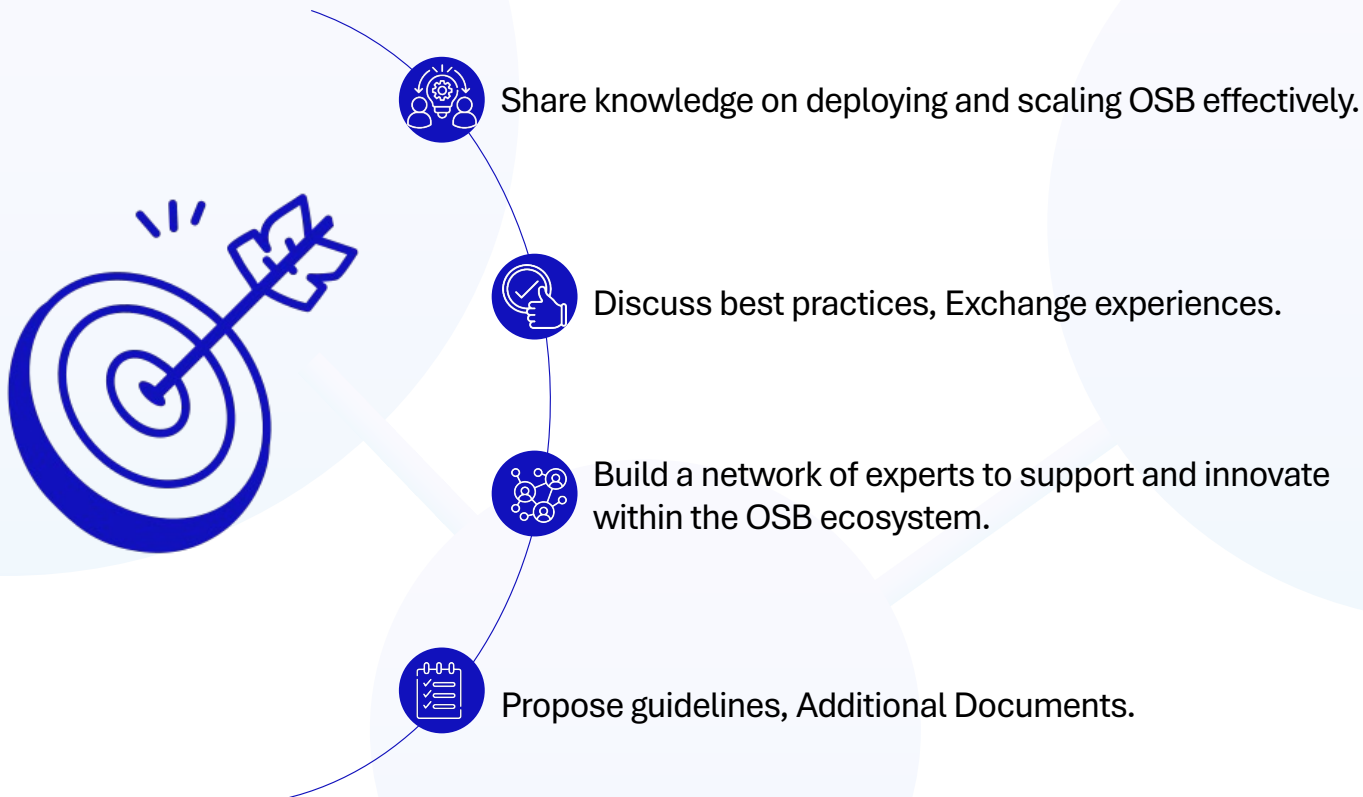 Share knowledge on deploying and scaling OSB effectively.
Discuss best practices, Exchange experiences.
Build a network of experts to support and innovate
within the OSB ecosystem.
Propose guidelines, Additional Documents.